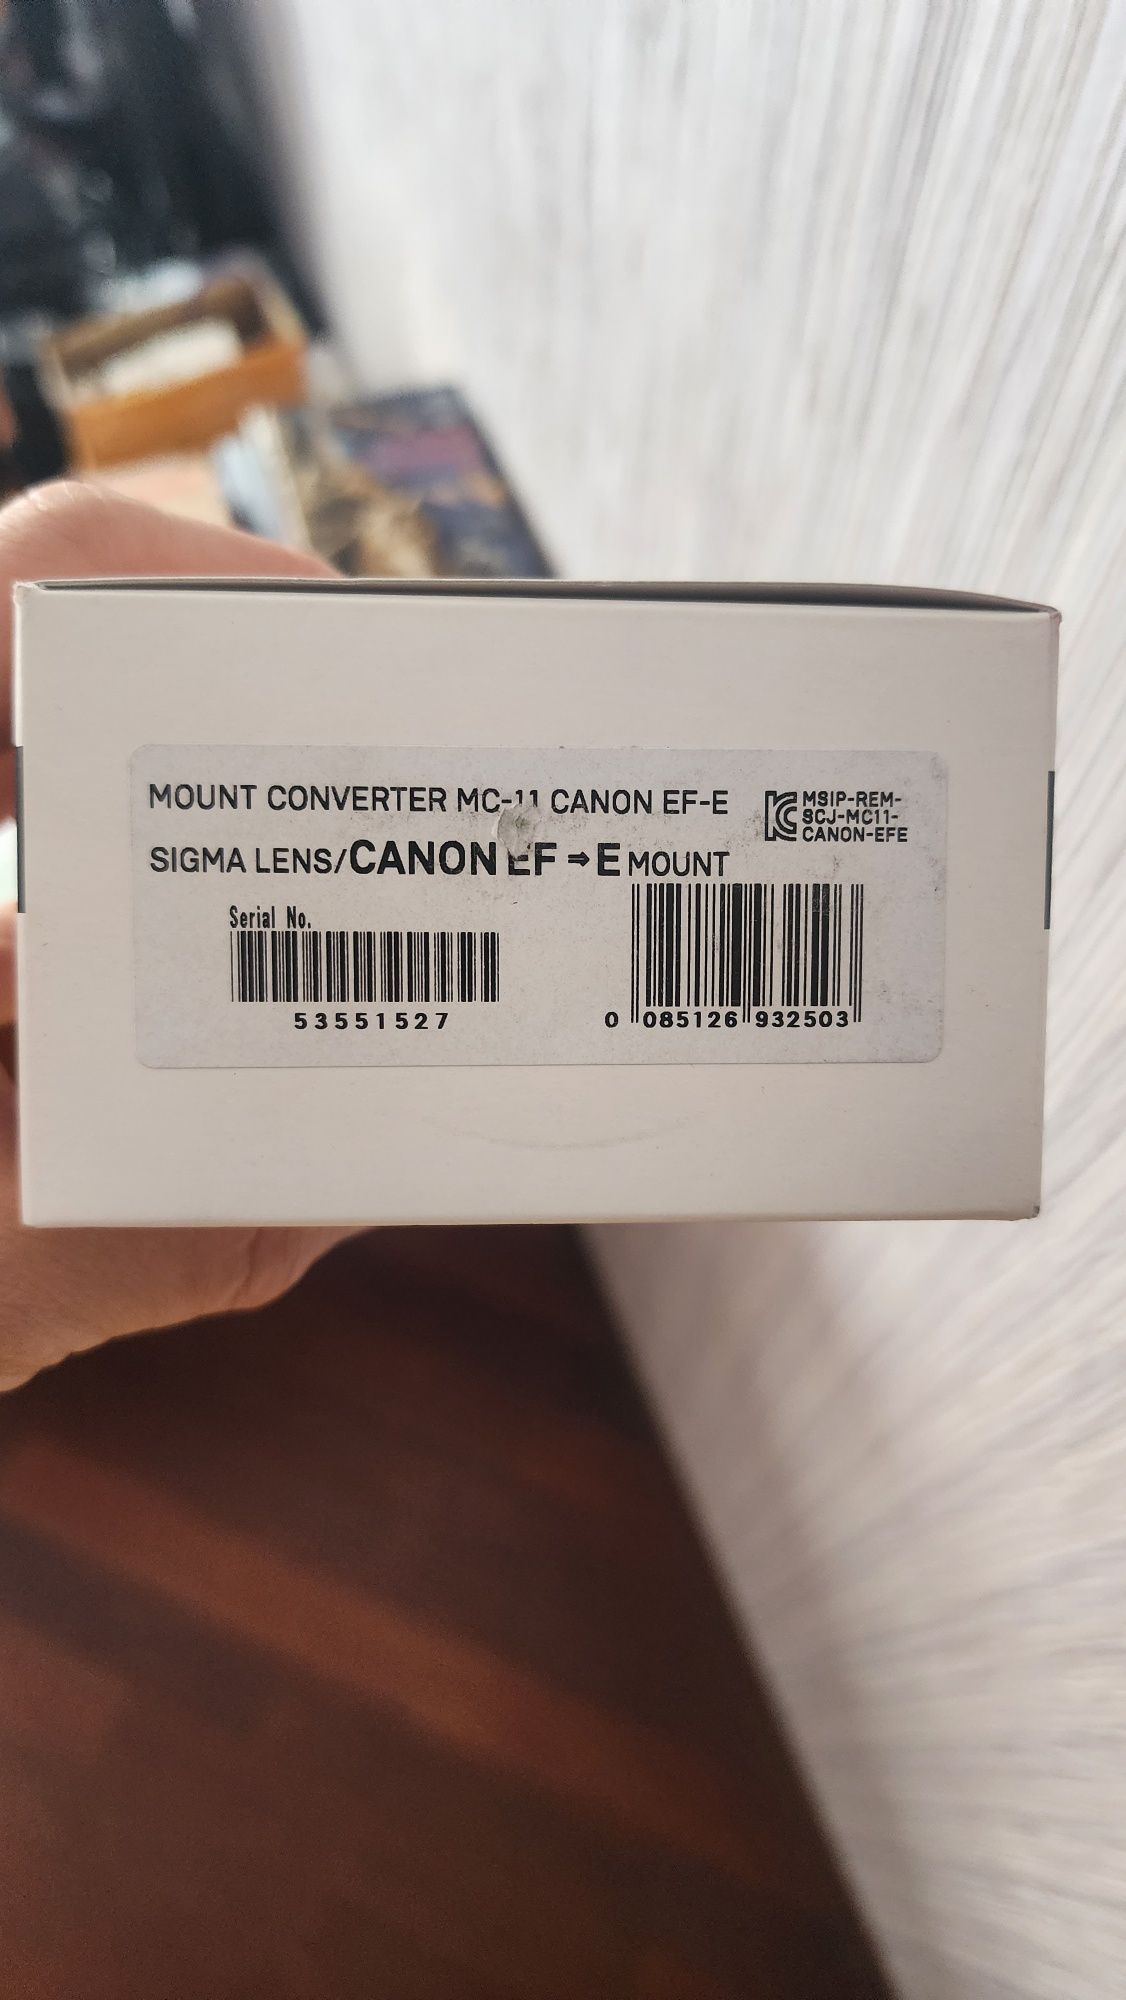 MOUNT CONVERTER MC-11 CANON EF-E
MSIP-REM-
SCJ-MC11-
CANON-EFE
SIGMA LENS/CANON EF ⇒ E MOUNT
Serial No.
53551527
0 085126 932503